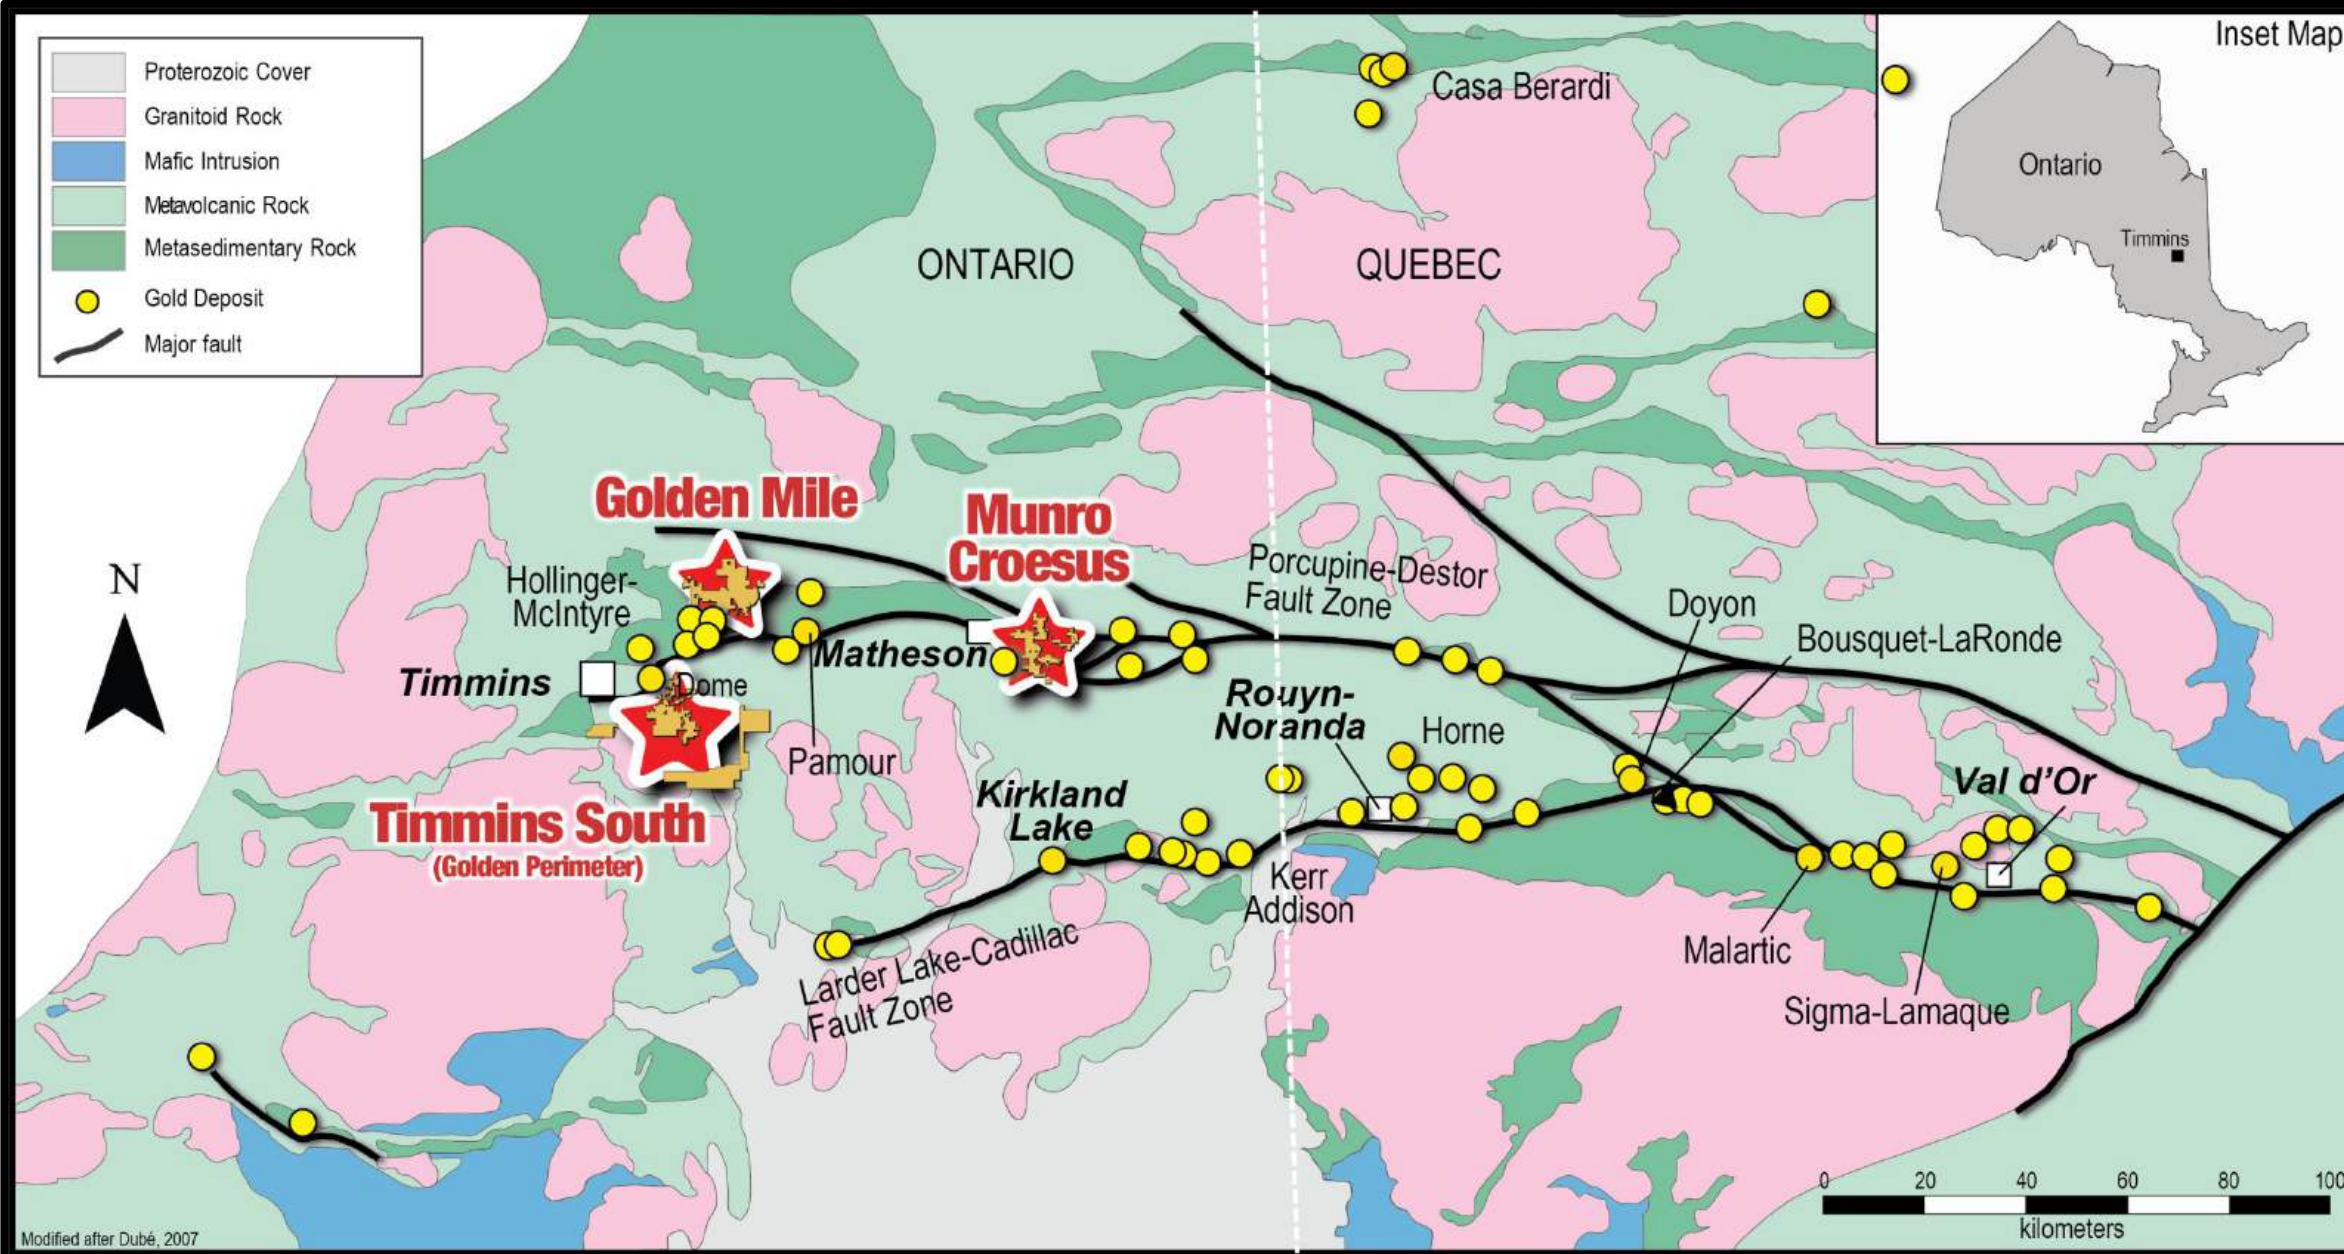 Proterozoic Cover
Granitoid Rock
Mafic Intrusion
Metavolcanic Rock
Metasedimentary Rock
Gold Deposit
Major fault
Inset Map
Ontario
Timmins
Casa Berardi
ONTARIO
QUEBEC
Golden Mile
Munro
Croesus
N
Hollinger-
McIntyre
Porcupine-Destor
Fault Zone
Doyon
Bousquet-LaRonde
Matheson
Timmins
Dome
Rouyn-
Noranda
Horne
Pamour
Val d'Or
Kirkland
Lake
Timmins South
(Golden Perimeter)
Kerr
Addison
Malartic
Larder Lake-Cadillac
Fault Zone
Sigma-Lamaque
0 20 40 60 80 100
kilometers
Modified after Dubé, 2007